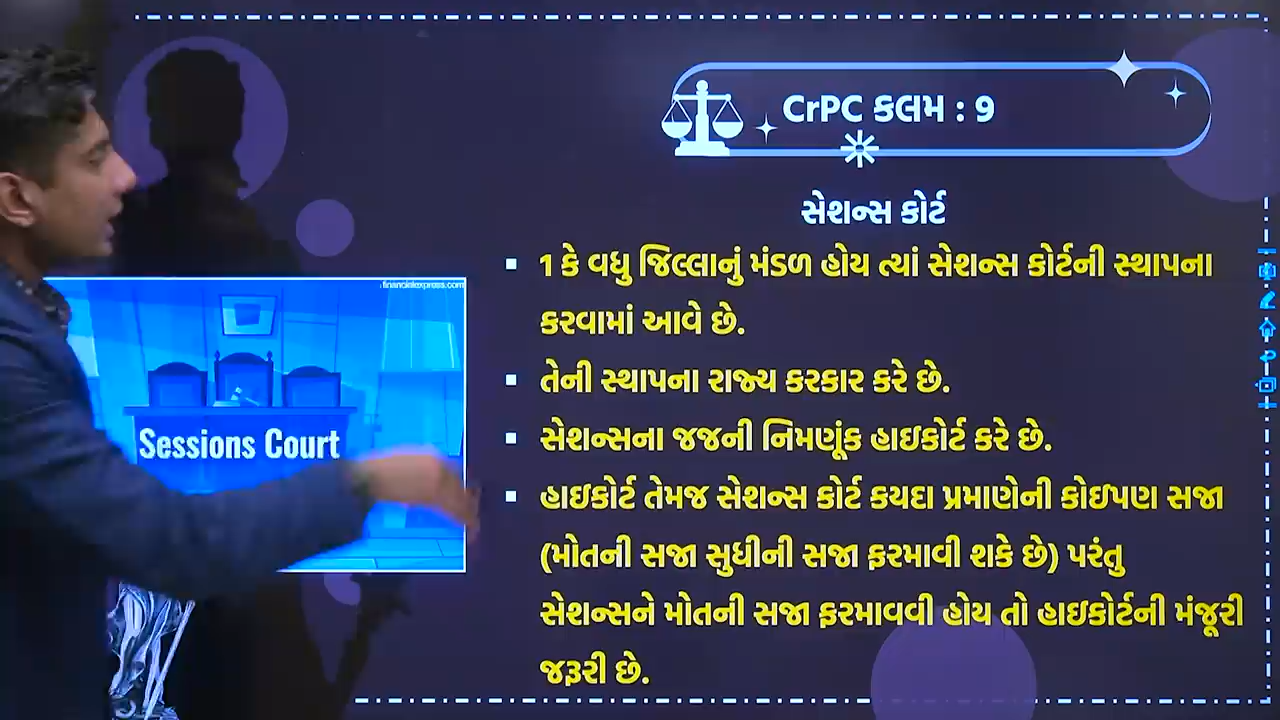 CrPC કલમ : 9
સેશન્સ કોર્ટ
1 કે વધુ જિલ્લાનું મંડળ હોય ત્યાં સેશન્સ કોર્ટની સ્થાપના
કરવામાં આવે છે.
તેની સ્થાપના રાજ્ય કરકાર કરે છે.
સેશન્સના જજની નિમણૂંક હાઇકોર્ટ કરે છે.
હાઇકોર્ટ તેમજ સેશન્સ કોર્ટ કયદા પ્રમાણેની કોઇપણ સજા
(મોતની સજા સુધીની સજા ફરમાવી શકે છે) પરંતુ
સેશન્સને મોતની સજા ફરમાવવી હોય તો હાઇકોર્ટની મંજૂરી
જરૂરી છે.
financialexpress.com
Sessions Court